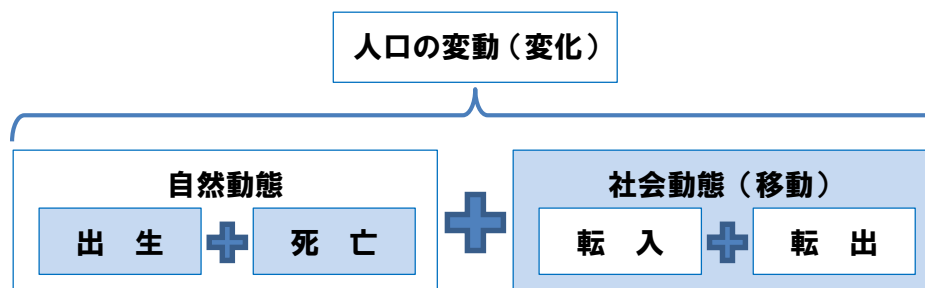 人口の変動（変化）
自然動態
社会動態（移動）
出 生
死 亡
転 入
転 出